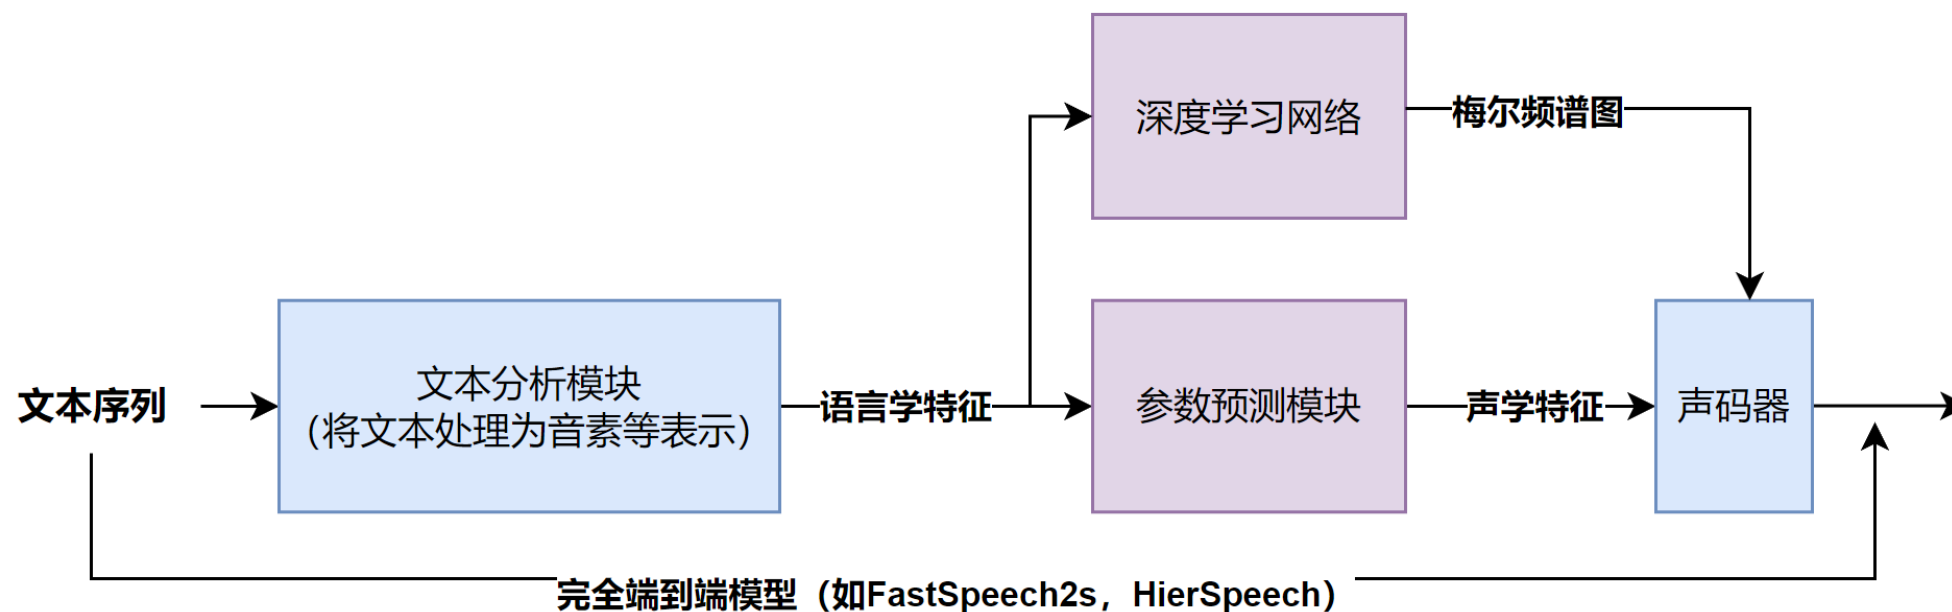 深度学习网络
梅尔频谱图
文本序列
文本分析模块
（将文本处理为音素等表示）
语言学特征
参数预测模块
声学特征
声码器
完全端到端模型（如FastSpeech2s，HierSpeech）